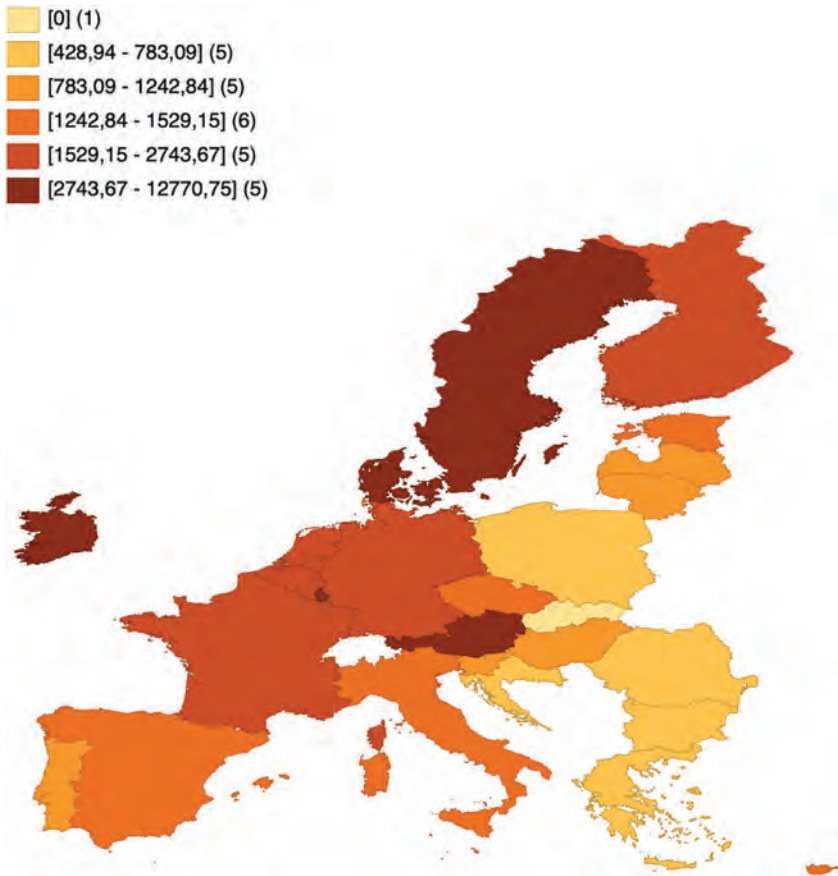 [0] (1)
[428,94 - 783,09] (5)
[783,09 - 1242,84] (5)
[1242,84 - 1529,15] (6)
[1529,15 - 2743,67] (5)
[2743,67 - 12770,75] (5)